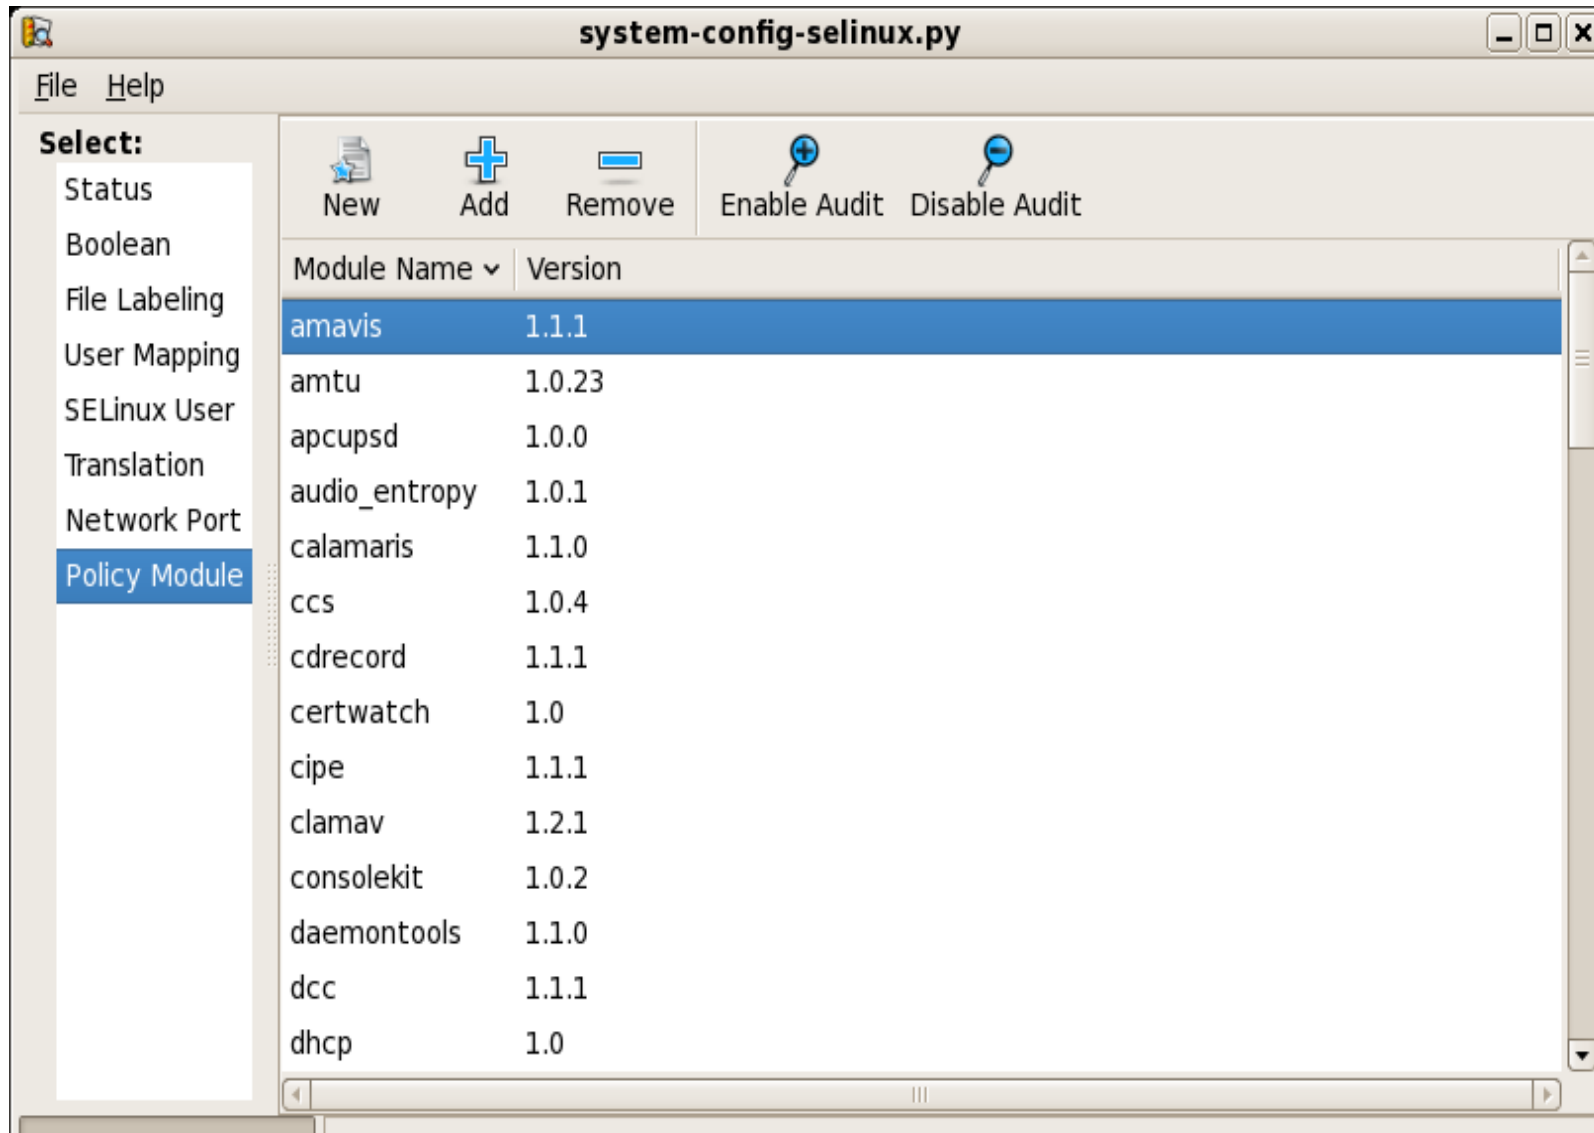 system-config-selinux.py
File Help
Select:
Status
Boolean
File Labeling
User Mapping
SELinux User
Translation
Network Port
Policy Module
New Add Remove Enable Audit Disable Audit
Module Name Version
amavis 1.1.1
amtu 1.0.23
apcupsd 1.0.0
audio_entropy 1.0.1
calamaris 1.1.0
ccs 1.0.4
cdrecord 1.1.1
certwatch 1.0
cipe 1.1.1
clamav 1.2.1
consolekit 1.0.2
daemontools 1.1.0
dcc 1.1.1
dhcp 1.0